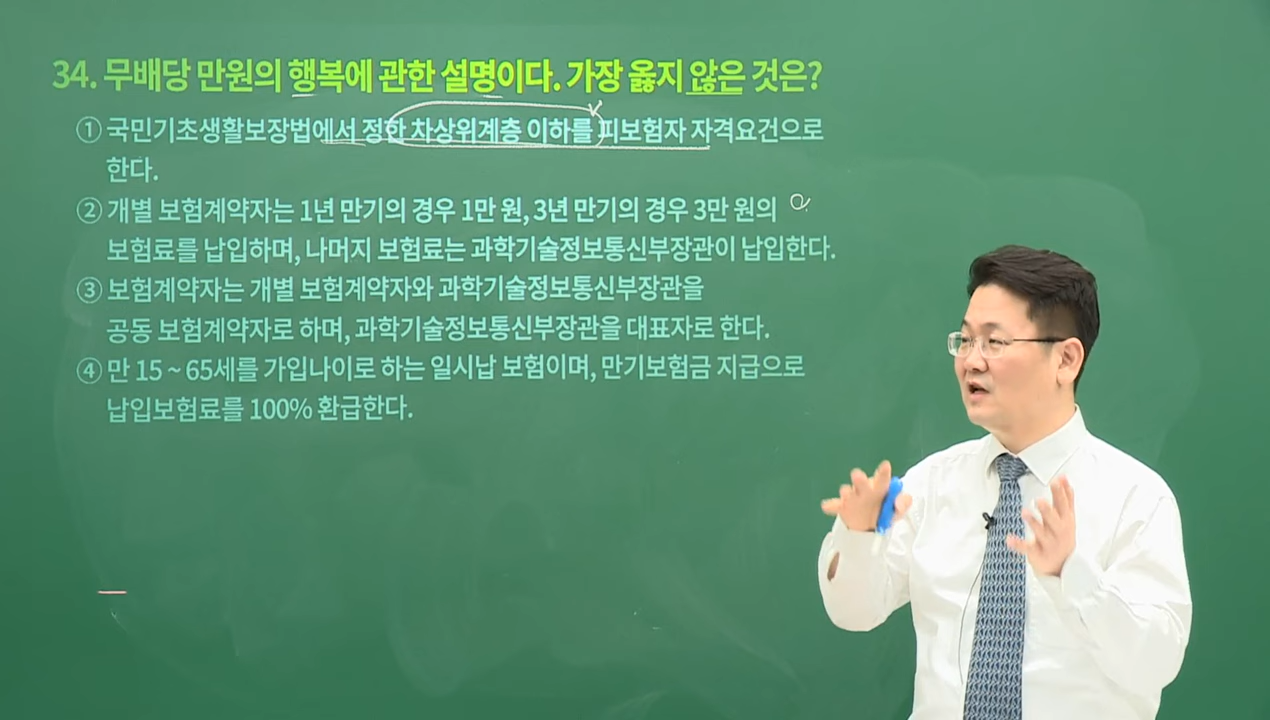 34. 무배당 만원의 행복에 관한 설명이다. 가장 옳지 않은 것은?
① 국민기초생활보장법에서 정한 차상위계층 이하를 피보험자 자격요건으로
한다.
② 개별 보험계약자는 1년 만기의 경우 1만 원, 3년 만기의 경우 3만 원의
보험료를 납입하며, 나머지 보험료는 과학기술정보통신부장관이 납입한다.
③ 보험계약자는 개별 보험계약자와 과학기술정보통신부장관을
공동 보험계약자로 하며, 과학기술정보통신부장관을 대표자로 한다.
④ 만 15 ~ 65세를 가입나이로 하는 일시납 보험이며, 만기보험금 지급으로
납입보험료를 100% 환급한다.